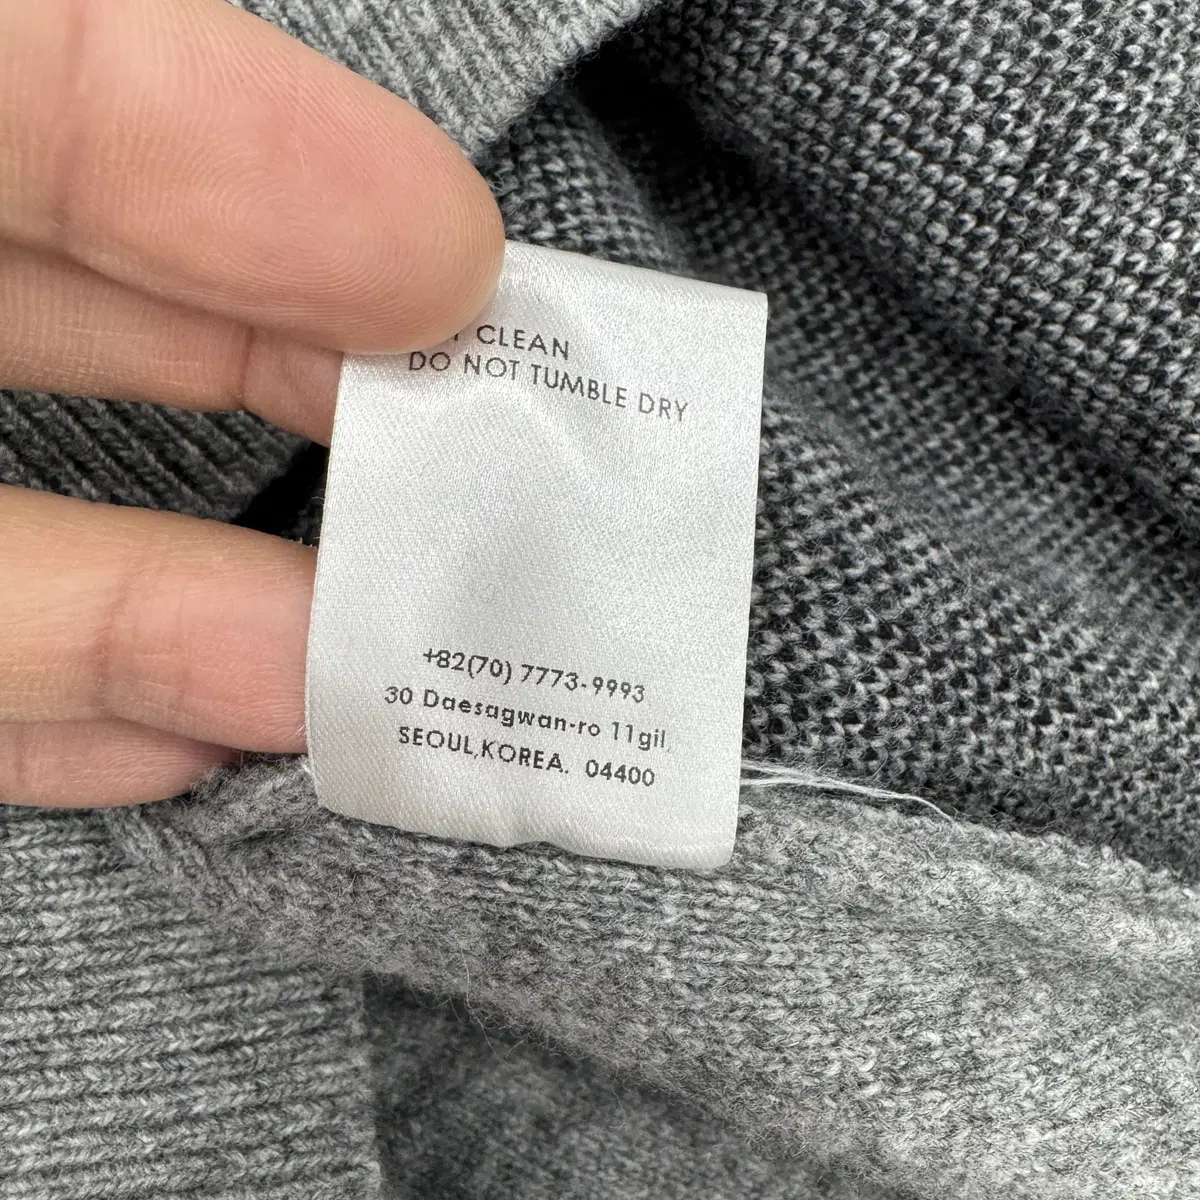 CLEAN
DO NOT TUMBLE DRY
+82(70) 7773-9993
30 Daesagwan-ro 11gil,
SEOUL,KOREA. 04400